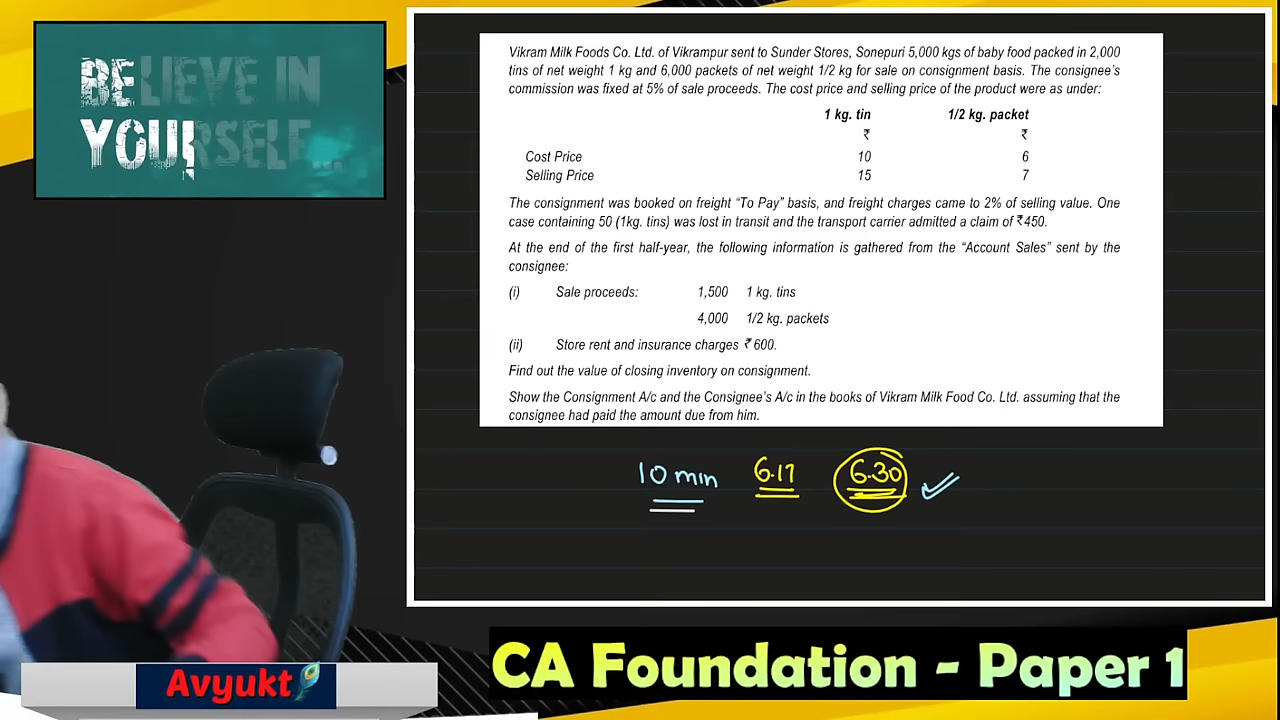 BELIEVE IN
YOURSELF...
Vikram Milk Foods Co. Ltd. of Vikrampur sent to Sunder Stores, Sonepuri 5,000 kgs of baby food packed in 2,000
tins of net weight 1 kg and 6,000 packets of net weight 1/2 kg for sale on consignment basis. The consignee's
commission was fixed at 5% of sale proceeds. The cost price and selling price of the product were as under:
1 kg. tin 1/2 kg. packet
₹ ₹
Cost Price 10 6
Selling Price 15 7
The consignment was booked on freight "To Pay" basis, and freight charges came to 2% of selling value. One
case containing 50 (1kg. tins) was lost in transit and the transport carrier admitted a claim of ₹450.
At the end of the first half-year, the following information is gathered from the "Account Sales" sent by the
consignee:
(i) Sale proceeds: 1,500 1 kg. tins
4,000 1/2 kg. packets
(ii) Store rent and insurance charges ₹ 600.
Find out the value of closing inventory on consignment.
Show the Consignment A/c and the Consignee's A/c in the books of Vikram Milk Food Co. Ltd. assuming that the
consignee had paid the amount due from him.
10 min 6.17 6.30
CA Foundation - Paper 1
Avyukt